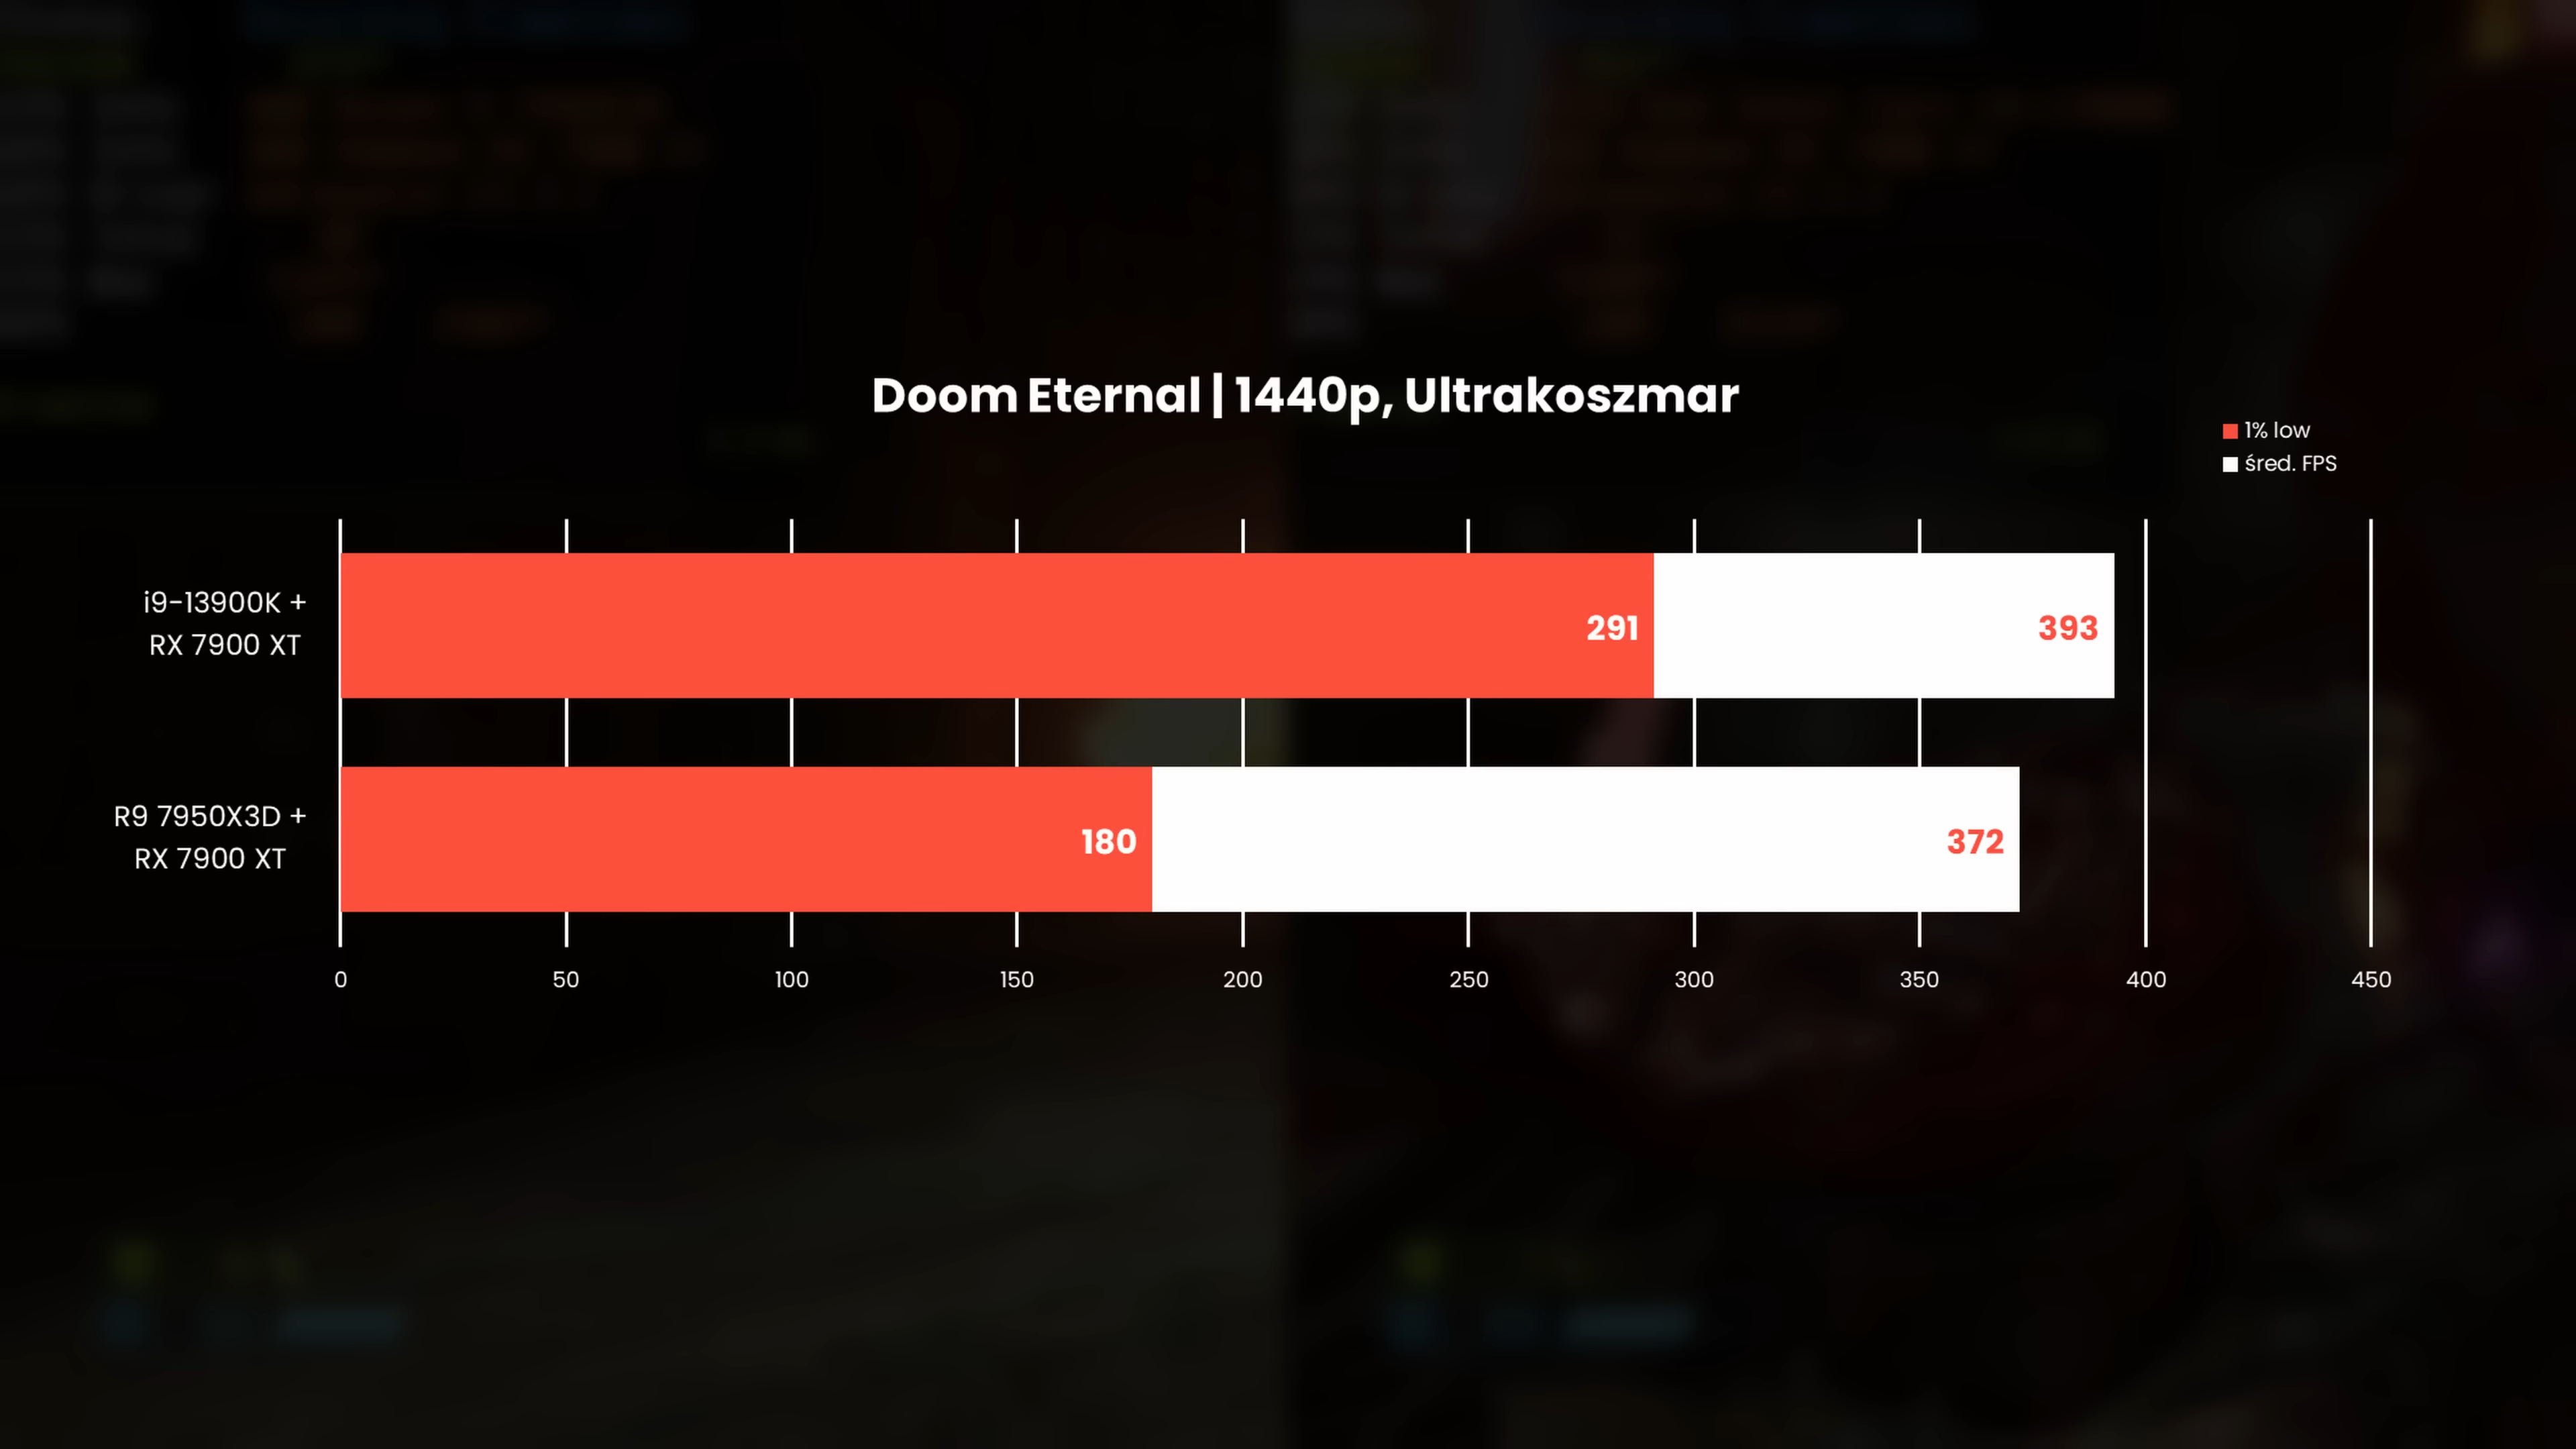 Doom Eternal | 1440p, Ultrakoszmar
1% low
śred. FPS
i9-13900K +
RX 7900 XT
291
393
R9 7950X3D +
RX 7900 XT
180
372
0
50
100
150
200
250
300
350
400
450